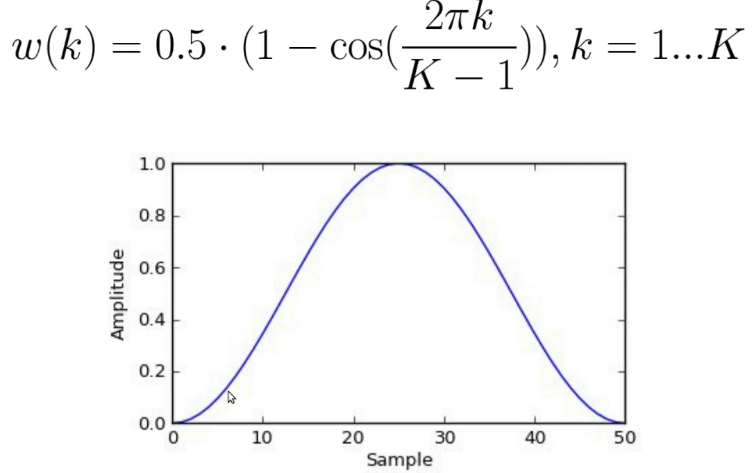 w(k) = 0.5 · (1 − cos(2πk/(K − 1))), k = 1...K
1.0
0.8
0.6
0.4
0.2
0.0
Amplitude
0 10 20 30 40 50
Sample